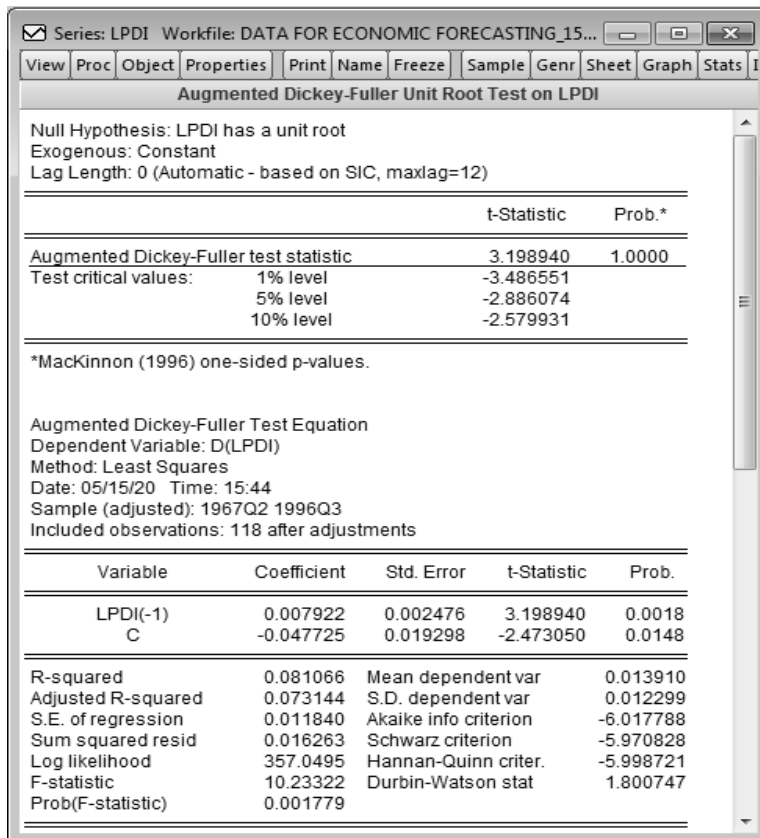 Series: LPDI Workfile: DATA FOR ECONOMIC FORECASTING_15...
View Proc Object Properties Print Name Freeze Sample Genr Sheet Graph Stats I
Augmented Dickey-Fuller Unit Root Test on LPDI
Null Hypothesis: LPDI has a unit root
Exogenous: Constant
Lag Length: 0 (Automatic - based on SIC, maxlag=12)
t-Statistic Prob.*
Augmented Dickey-Fuller test statistic 3.198940 1.0000
Test critical values: 1% level -3.486551
5% level -2.886074
10% level -2.579931
*MacKinnon (1996) one-sided p-values.
Augmented Dickey-Fuller Test Equation
Dependent Variable: D(LPDI)
Method: Least Squares
Date: 05/15/20 Time: 15:44
Sample (adjusted): 1967Q2 1996Q3
Included observations: 118 after adjustments
Variable Coefficient Std. Error t-Statistic Prob.
LPDI(-1) 0.007922 0.002476 3.198940 0.0018
C -0.047725 0.019298 -2.473050 0.0148
R-squared 0.081066 Mean dependent var 0.013910
Adjusted R-squared 0.073144 S.D. dependent var 0.012299
S.E. of regression 0.011840 Akaike info criterion -6.017788
Sum squared resid 0.016263 Schwarz criterion -5.970828
Log likelihood 357.0495 Hannan-Quinn criter. -5.998721
F-statistic 10.23322 Durbin-Watson stat 1.800747
Prob(F-statistic) 0.001779